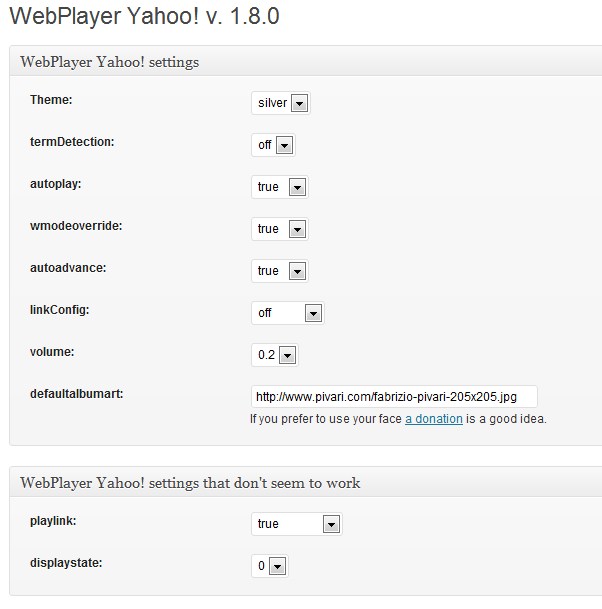 WebPlayer Yahoo! v. 1.8.0
WebPlayer Yahoo! settings
Theme: silver
termDetection: off
autoplay: true
wmodeoverride: true
autoadvance: true
linkConfig: off
volume: 0.2
defaultalbumart: http://www.pivari.com/fabrizio-pivari-205x205.jpg
If you prefer to use your face a donation is a good idea.
WebPlayer Yahoo! settings that don't seem to work
playlink: true
displaystate: 0